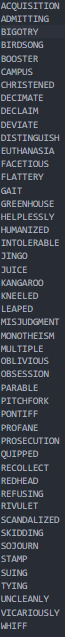 ACQUISITION
ADMITTING
BIGOTRY
BIRDSONG
BOOSTER
CAMPUS
CHRISTENED
DECIMATE
DECLAIM
DEVIATE
DISTINGUISH
EUTHANASIA
FACETIOUS
FLATTERY
GAIT
GREENHOUSE
HELPLESSLY
HUMANIZED
INTOLERABLE
JINGO
JUICE
KANGAROO
KNEELED
LEAPED
MISJUDGMENT
MONOTHEISM
MULTIPLE
OBLIVIOUS
OBSESSION
PARABLE
PITCHFORK
PONTIFF
PROFANE
PROSECUTION
QUIPPED
RECOLLECT
REDHEAD
REFUSING
RIVULET
SCANDALIZED
SKIDDING
SOJOURN
STAMP
SUING
TYING
UNCLEANLY
VICARIOUSLY
WHIFF